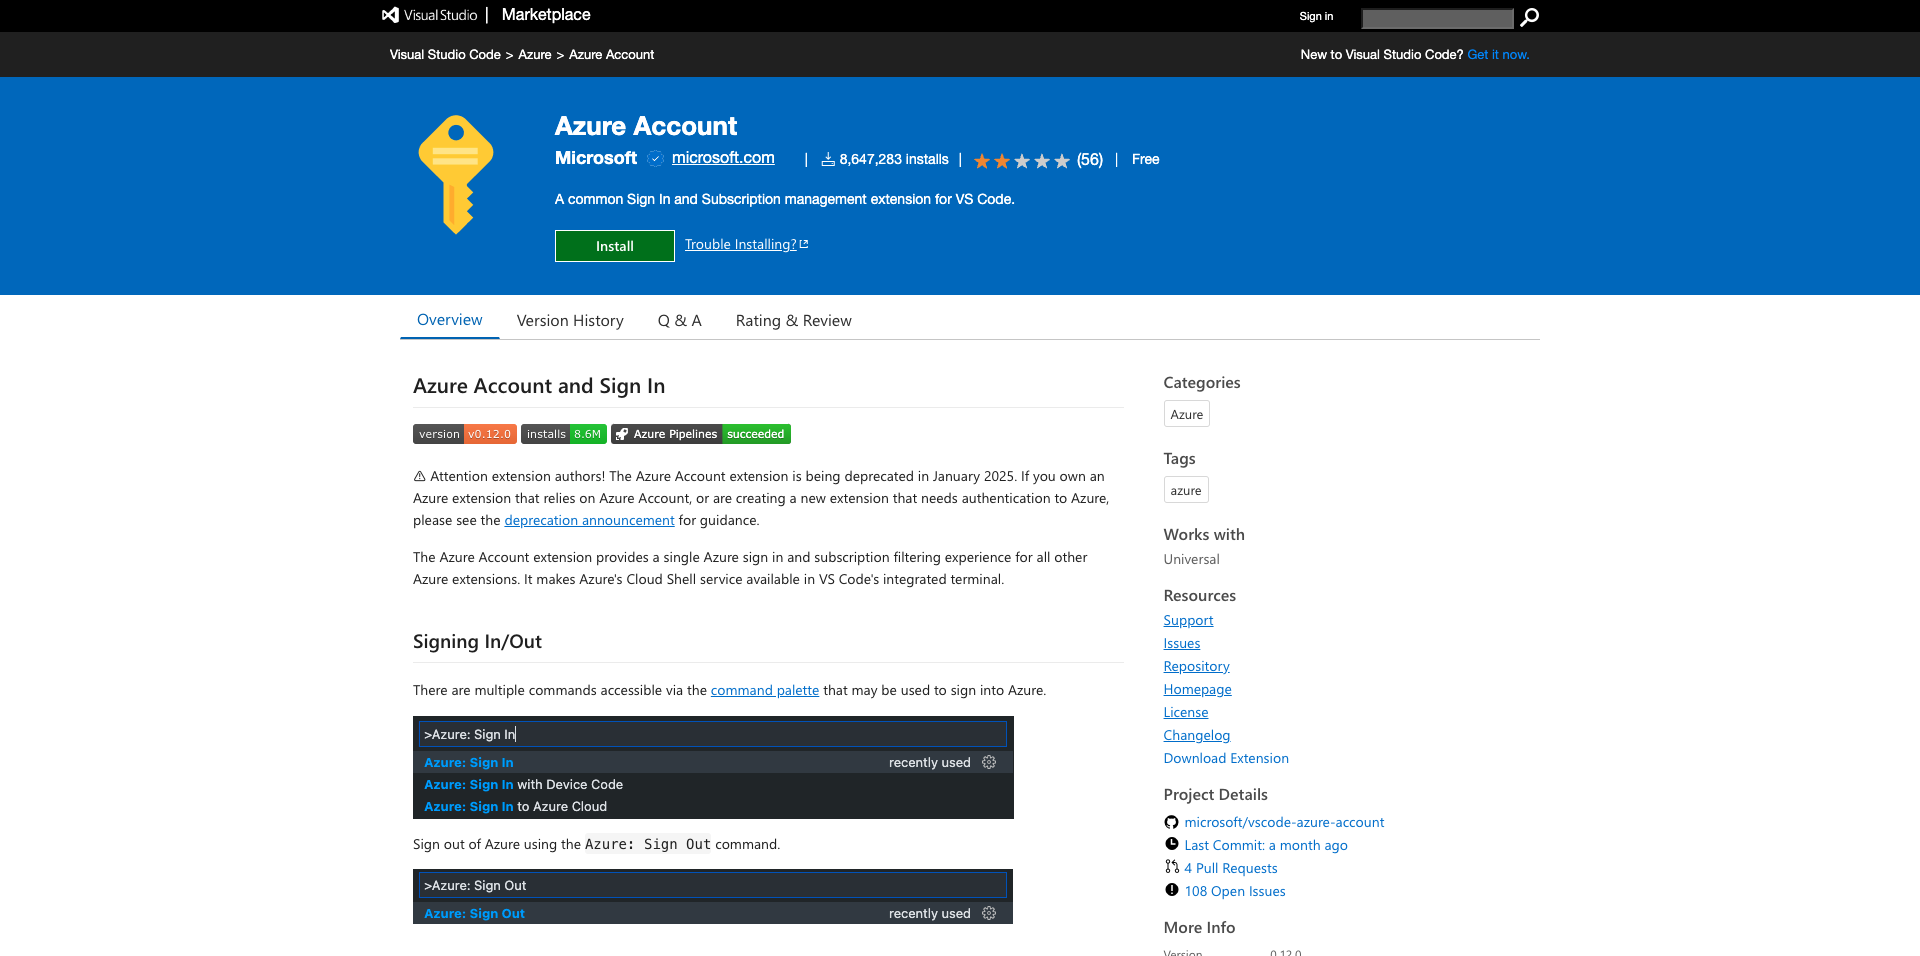 Visual Studio | Marketplace
Sign in
Visual Studio Code > Azure > Azure Account
New to Visual Studio Code? Get it now.
Azure Account
Microsoft microsoft.com | 8,647,283 installs | (56) | Free
A common Sign In and Subscription management extension for VS Code.
Install Trouble Installing?
Overview Version History Q & A Rating & Review
Azure Account and Sign In
version v0.12.0 installs 8.6M Azure Pipelines succeeded
⚠ Attention extension authors! The Azure Account extension is being deprecated in January 2025. If you own an
Azure extension that relies on Azure Account, or are creating a new extension that needs authentication to Azure,
please see the deprecation announcement for guidance.
The Azure Account extension provides a single Azure sign in and subscription filtering experience for all other
Azure extensions. It makes Azure's Cloud Shell service available in VS Code's integrated terminal.
Signing In/Out
There are multiple commands accessible via the command palette that may be used to sign into Azure.
>Azure: Sign In
Azure: Sign In recently used
Azure: Sign In with Device Code
Azure: Sign In to Azure Cloud
Sign out of Azure using the Azure: Sign Out command.
>Azure: Sign Out
Azure: Sign Out recently used
Categories
Azure
Tags
azure
Works with
Universal
Resources
Support
Issues
Repository
Homepage
License
Changelog
Download Extension
Project Details
microsoft/vscode-azure-account
Last Commit: a month ago
4 Pull Requests
108 Open Issues
More Info
Version 0.12.0